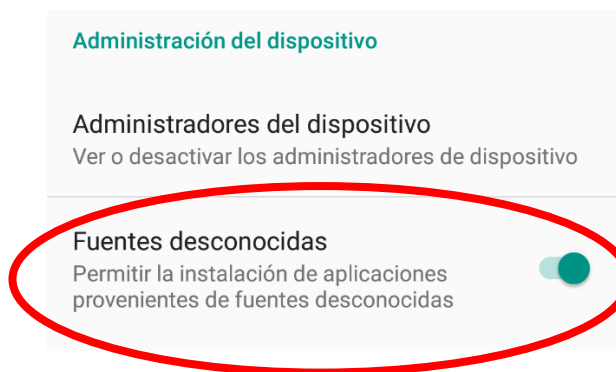 Administración del dispositivo
Administradores del dispositivo
Ver o desactivar los administradores de dispositivo
Fuentes desconocidas
Permitir la instalación de aplicaciones
provenientes de fuentes desconocidas